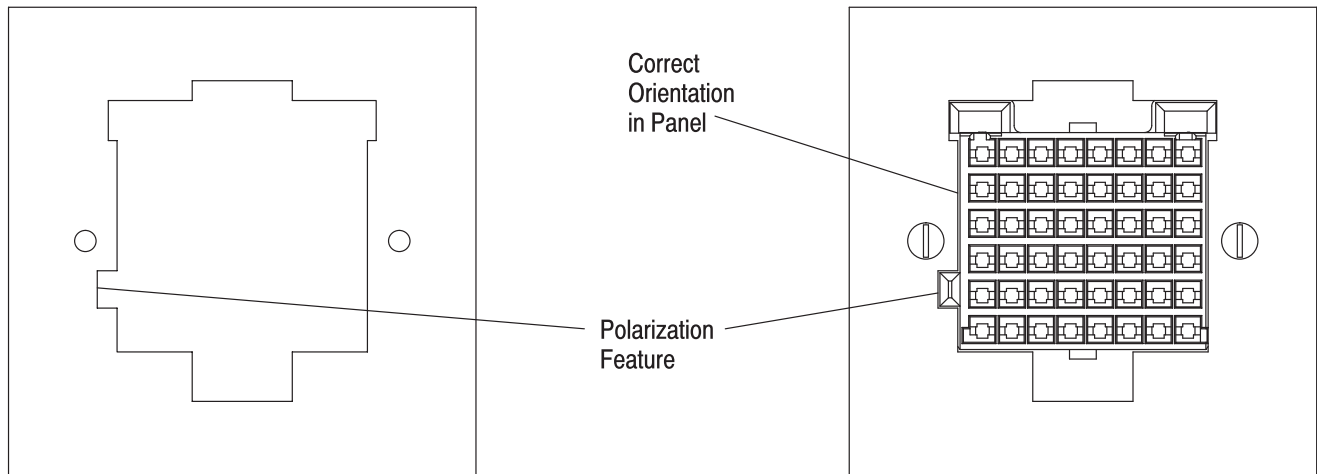 Correct
Orientation
in Panel
Polarization
Feature